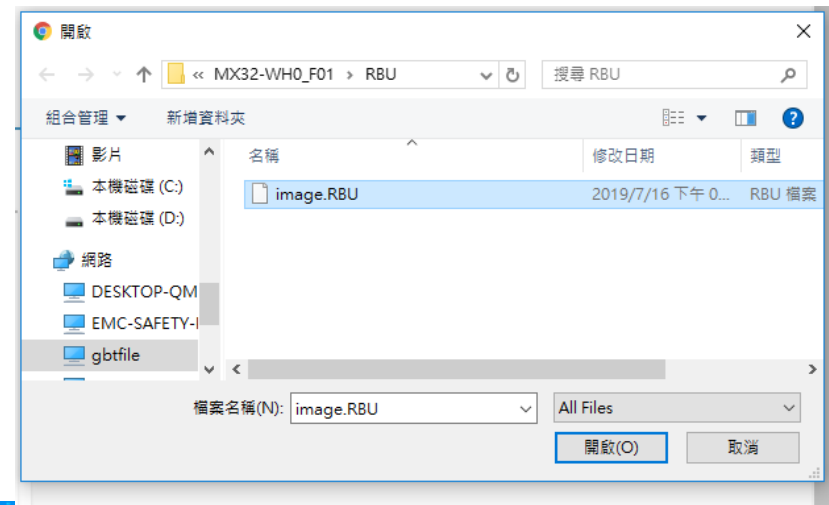 開啟
« MX32-WH0_F01 › RBU
搜尋 RBU
組合管理 新增資料夾
名稱 修改日期 類型
影片
本機磁碟 (C:)
本機磁碟 (D:)
網路
DESKTOP-QM
EMC-SAFETY-
gbtfile
image.RBU 2019/7/16 下午 0... RBU 檔案
檔案名稱(N): image.RBU All Files
開啟(O) 取消